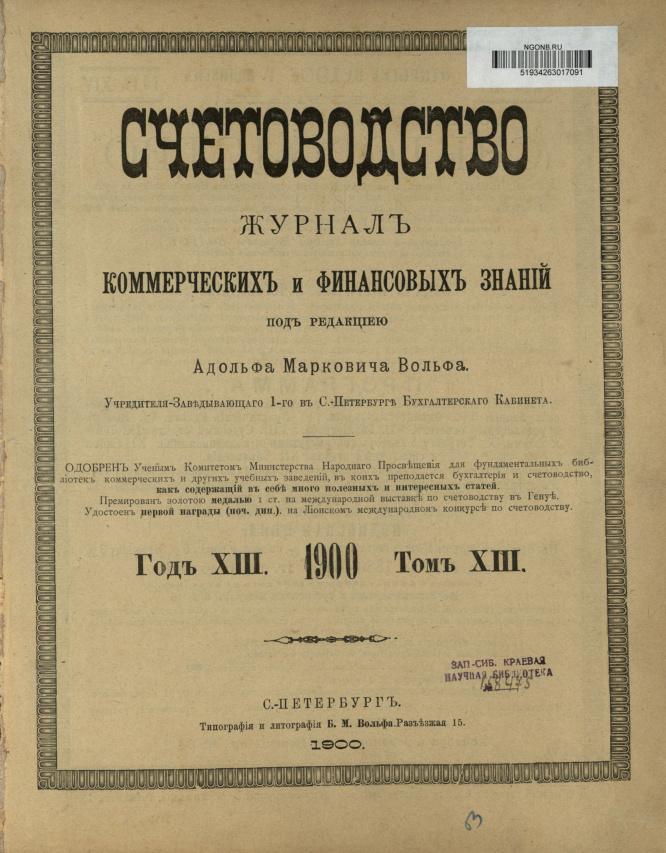 NGONB.RU
51934263017091
СЧЕТОВОДСТВО
ЖУРНАЛЪ
КОММЕРЧЕСКИХЪ и ФИНАНСОВЫХЪ ЗНАНІЙ
ПОДЪ РЕДАКЦІЕЮ
Адольфа Марковича Вольфа.
Учредителя-Завѣдывающаго 1-го въ С.-Петербургѣ Бухгалтерскаго Кабинета.
ОДОБРЕНЪ Ученымъ Комитетомъ Министерства Народнаго Просвѣщенія для фундаментальныхъ биб-
ліотекъ коммерческихъ и другихъ учебныхъ заведеній, въ коихъ преподается бухгалтерія и счетоводство,
какъ содержащій въ себѣ много полезныхъ и интересныхъ статей.
Премированъ золотою медалью 1 ст. на международной выставкѣ по счетоводству въ Генуѣ.
Удостоенъ первой награды (поч. дип.). на Ліонскомъ международномъ конкурсѣ по счетоводству.
Годъ XIII. 1900 Томъ XIII.
ЗАП-СИБ. КРАЕВАЯ
НАУЧНАЯ БИБЛІОТЕКА
№
С.-ПЕТЕРБУРГЪ.
Типографія и литографія Б. М. Вольфа. Разъѣзжая 15.
1900.